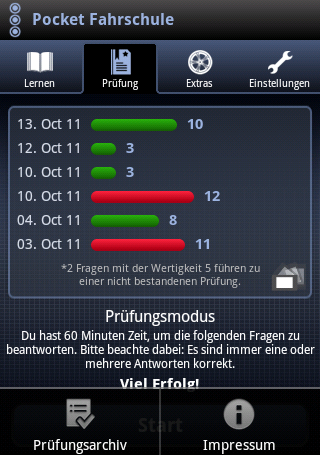 Pocket Fahrschule
Lernen
Prüfung
Extras
Einstellungen
13. Oct 11 10
12. Oct 11 3
10. Oct 11 3
10. Oct 11 12
04. Oct 11 8
03. Oct 11 11
*2 Fragen mit der Wertigkeit 5 führen zu
einer nicht bestandenen Prüfung.
Prüfungsmodus
Du hast 60 Minuten Zeit, um die folgenden Fragen zu
beantworten. Bitte beachte dabei: Es sind immer eine oder
mehrere Antworten korrekt.
Viel Erfolg!
Start
Prüfungsarchiv
Impressum